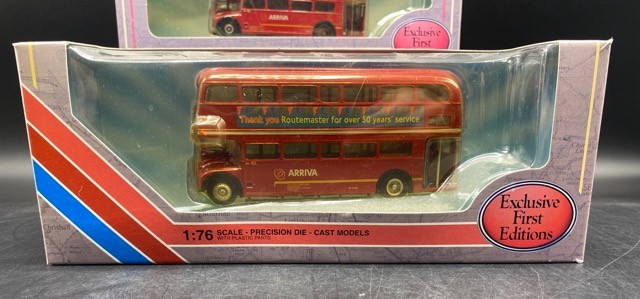 ARRIVA
Exclusive
First
Thank you Routemaster for over 50 years' service
ARRIVA
1:76 SCALE - PRECISION DIE - CAST MODELS
WITH PLASTIC PARTS
Exclusive
First
Editions